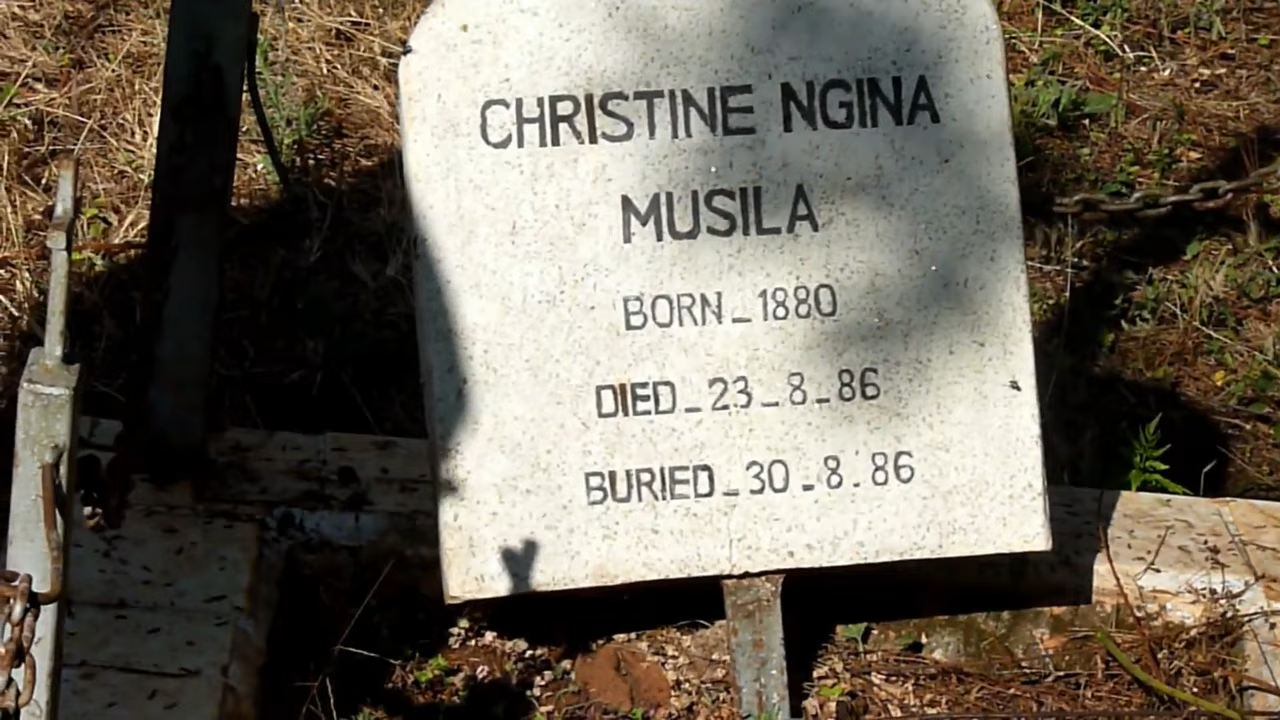 CHRISTINE NGINA
MUSILA
BORN_1880
DIED_23_8_86
BURIED_30_8.86